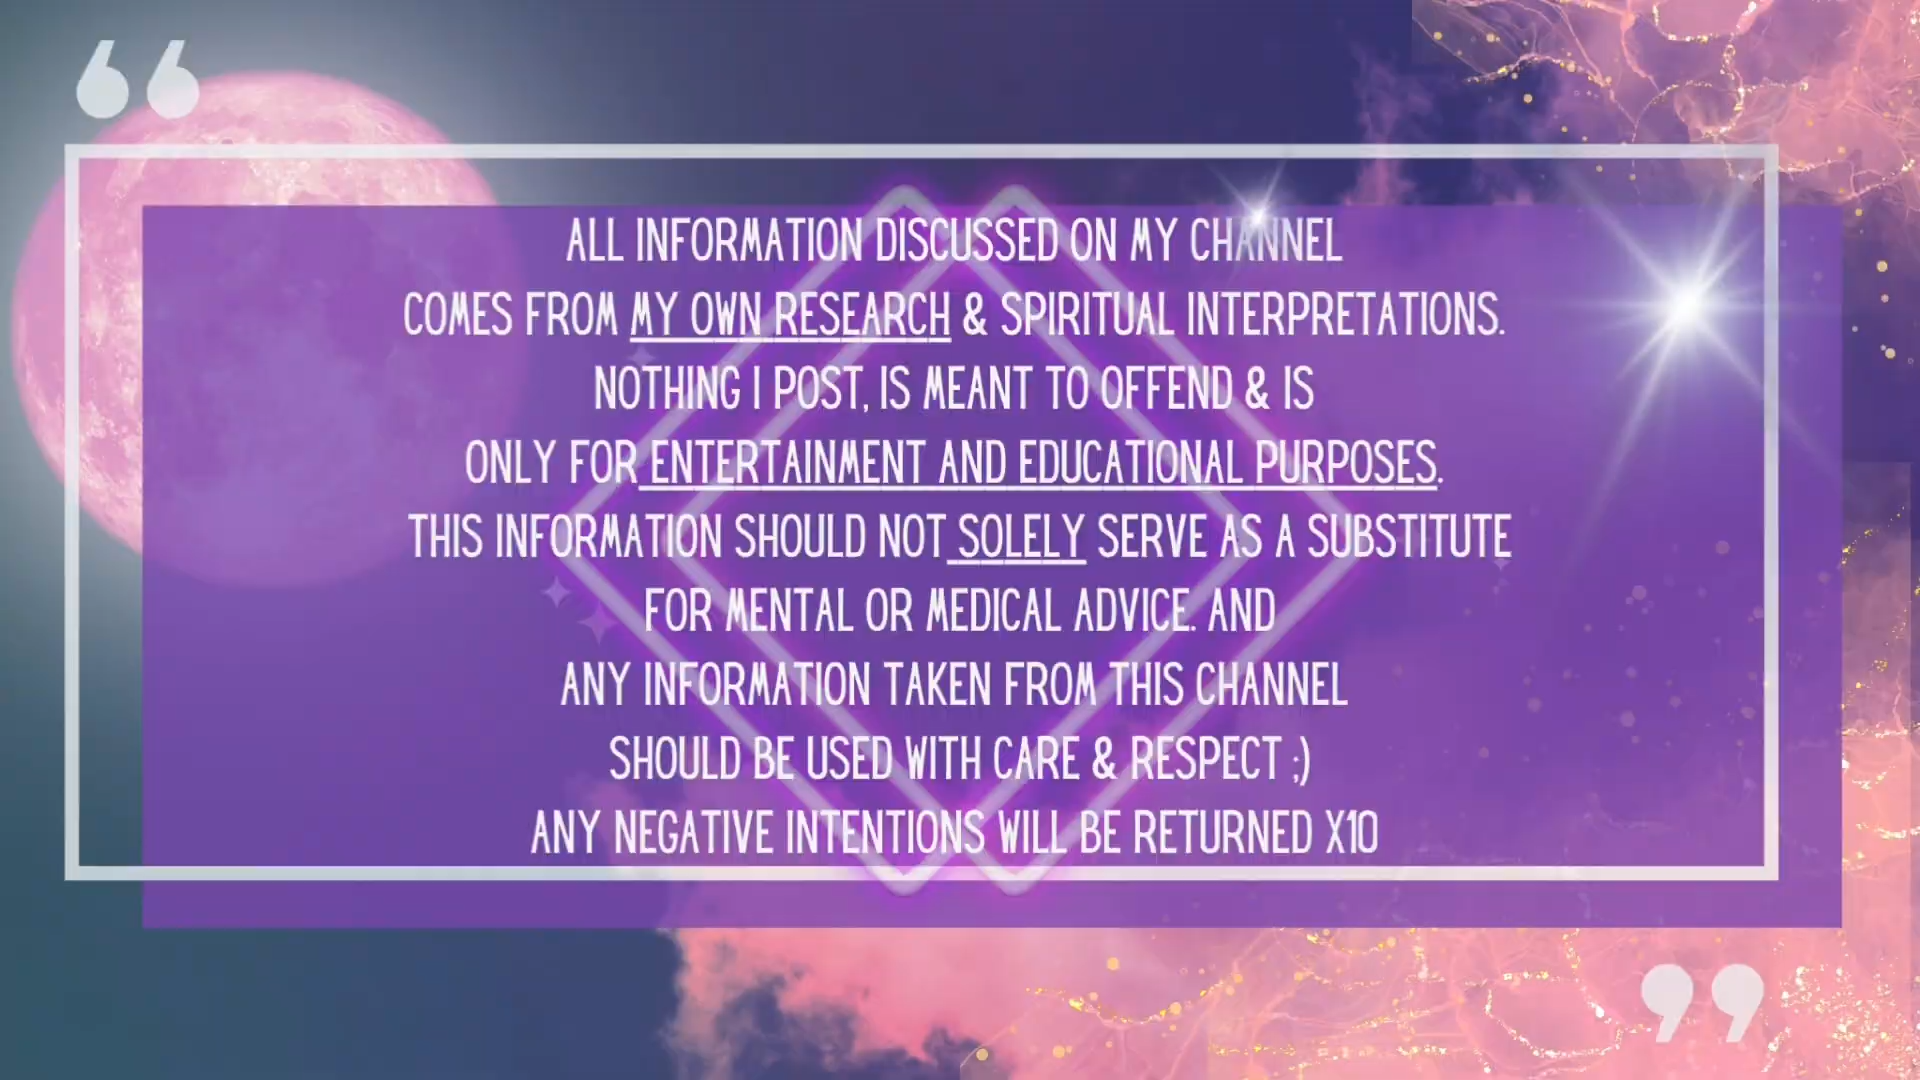 ALL INFORMATION DISCUSSED ON MY CHANNEL
COMES FROM MY OWN RESEARCH & SPIRITUAL INTERPRETATIONS.
NOTHING I POST, IS MEANT TO OFFEND & IS
ONLY FOR ENTERTAINMENT AND EDUCATIONAL PURPOSES.
THIS INFORMATION SHOULD NOT SOLELY SERVE AS A SUBSTITUTE
FOR MENTAL OR MEDICAL ADVICE. AND
ANY INFORMATION TAKEN FROM THIS CHANNEL
SHOULD BE USED WITH CARE & RESPECT ;)
ANY NEGATIVE INTENTIONS WILL BE RETURNED X10